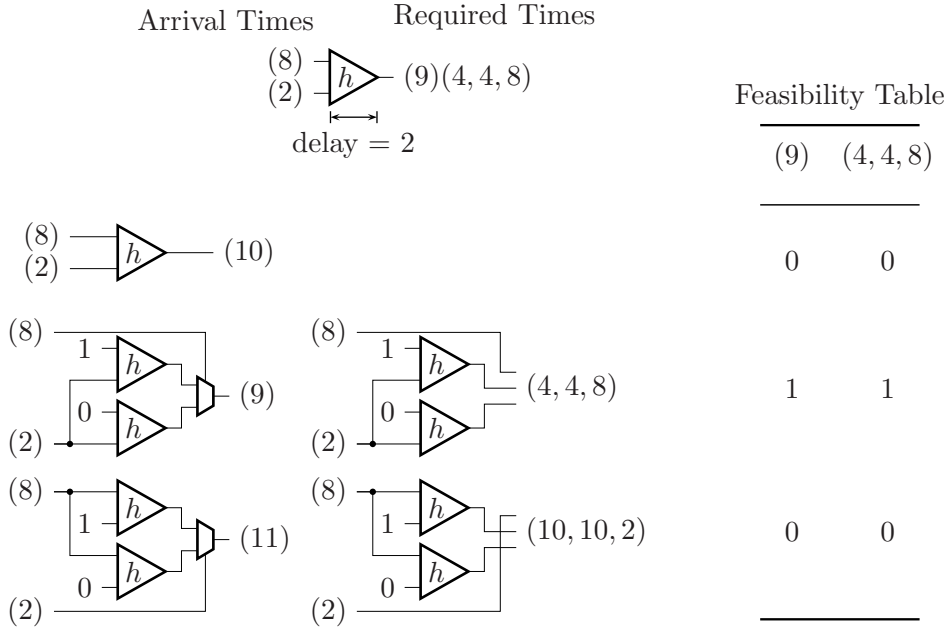 Arrival Times
Required Times
(8)
(2)
h
(9)(4, 4, 8)
delay = 2
Feasibility Table
(9) (4, 4, 8)
(8)
(2)
h
(10)
0 0
(8)
1
h
0
h
(2)
(9)
(8)
1
h
0
h
(2)
(4, 4, 8)
1 1
(8)
h
1
h
0
(2)
(11)
(8)
h
1
h
0
(2)
(10, 10, 2)
0 0